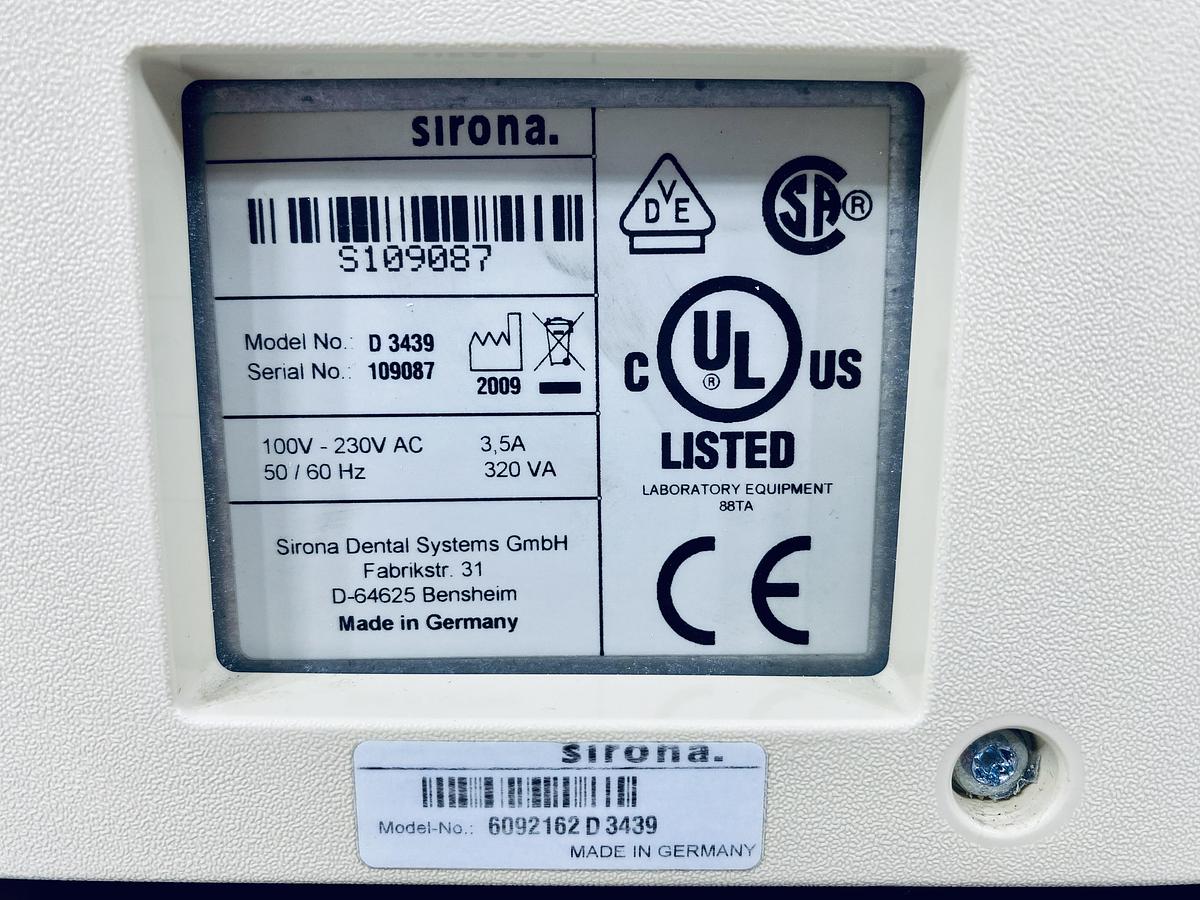 sirona.
S109087
Model No.: D 3439
Serial No.: 109087
2009
100V - 230V AC 3,5A
50 / 60 Hz 320 VA
Sirona Dental Systems GmbH
Fabrikstr. 31
D-64625 Bensheim
Made in Germany
VDE
CSA ®
C UL ® US
LISTED
LABORATORY EQUIPMENT
88TA
CE
sirona.
Model-No.: 6092162 D 3439
MADE IN GERMANY